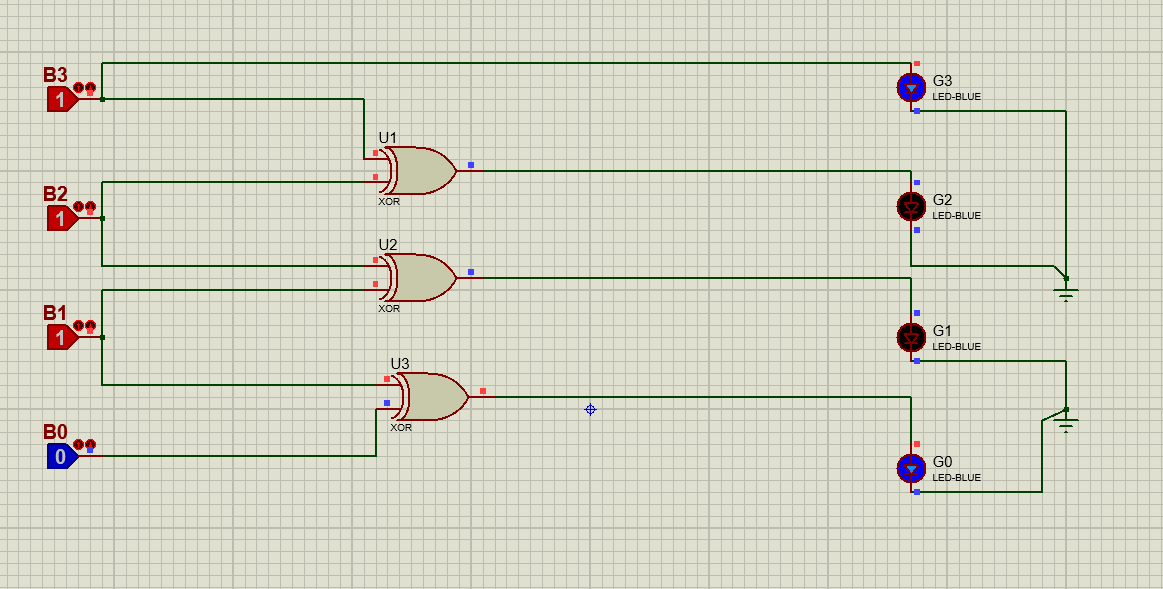 B3
1
G3
LED-BLUE
U1
XOR
B2
1
G2
LED-BLUE
U2
XOR
B1
1
G1
LED-BLUE
U3
XOR
B0
0
G0
LED-BLUE